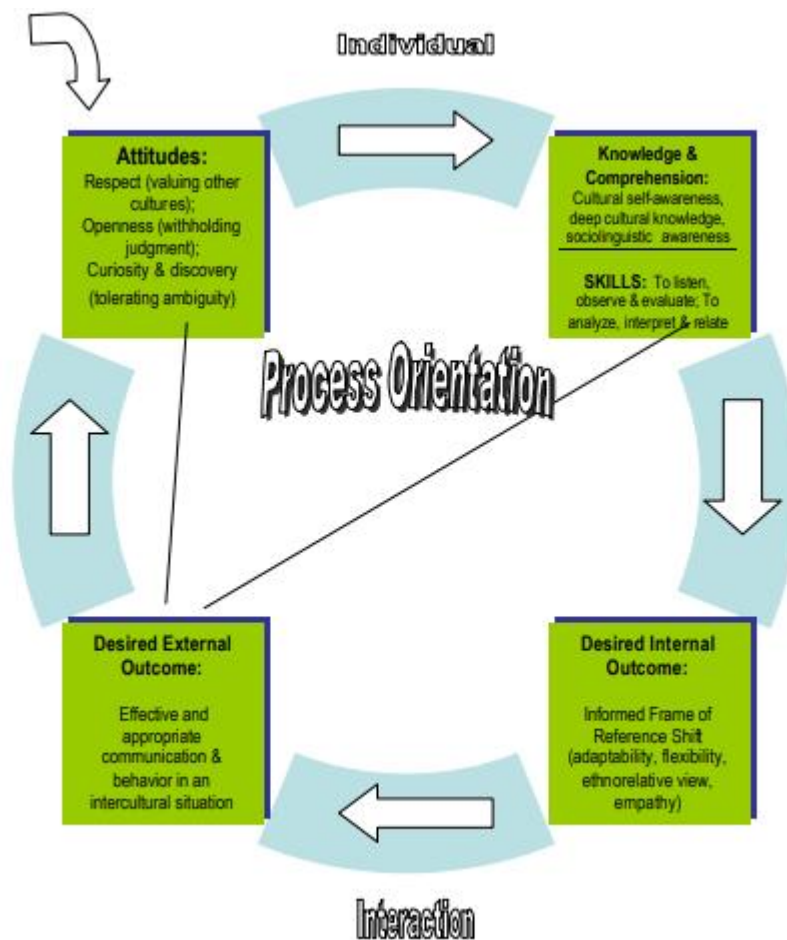 Individual
Attitudes:
Respect (valuing other
cultures);
Openness (withholding
judgment);
Curiosity & discovery
(tolerating ambiguity)
Knowledge &
Comprehension:
Cultural self-awareness,
deep cultural knowledge,
sociolinguistic awareness
SKILLS: To listen,
observe & evaluate; To
analyze, interpret & relate
Process Orientation
Desired External
Outcome:
Effective and
appropriate
communication &
behavior in an
intercultural situation
Desired Internal
Outcome:
Informed Frame of
Reference Shift
(adaptability, flexibility,
ethnorelative view,
empathy)
Interaction